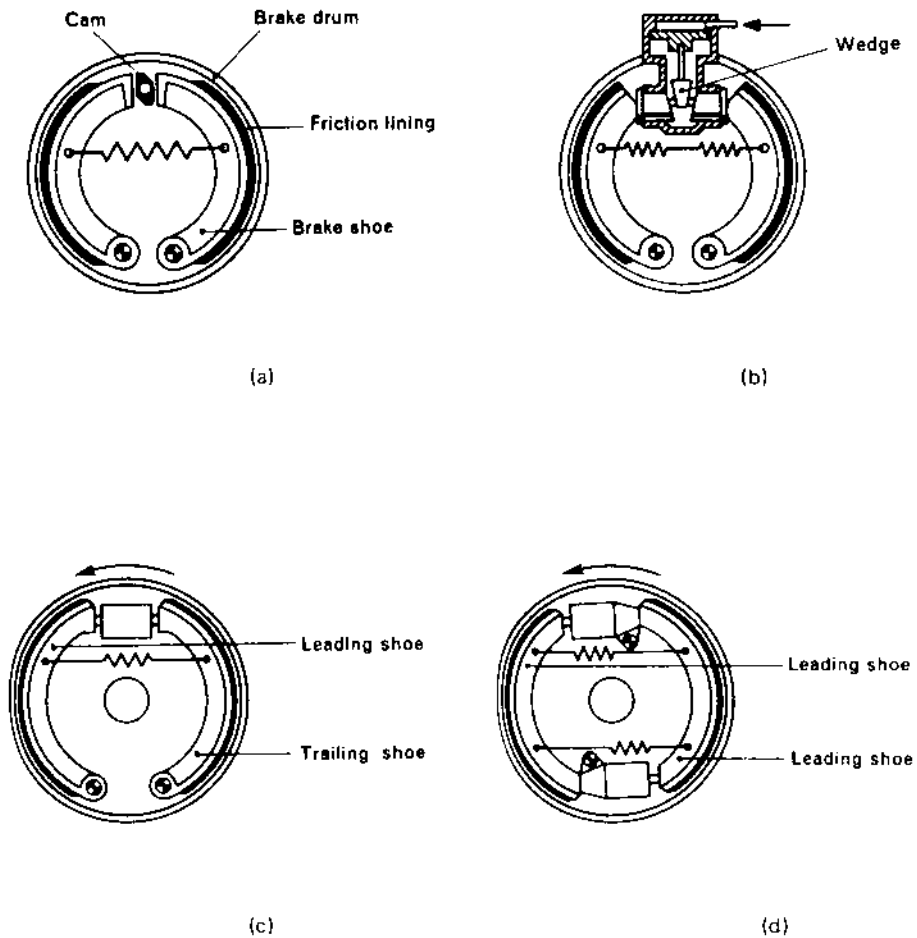 Cam
Brake drum
Friction lining
Brake shoe
(a)
Wedge
(b)
Leading shoe
Trailing shoe
(c)
Leading shoe
Leading shoe
(d)